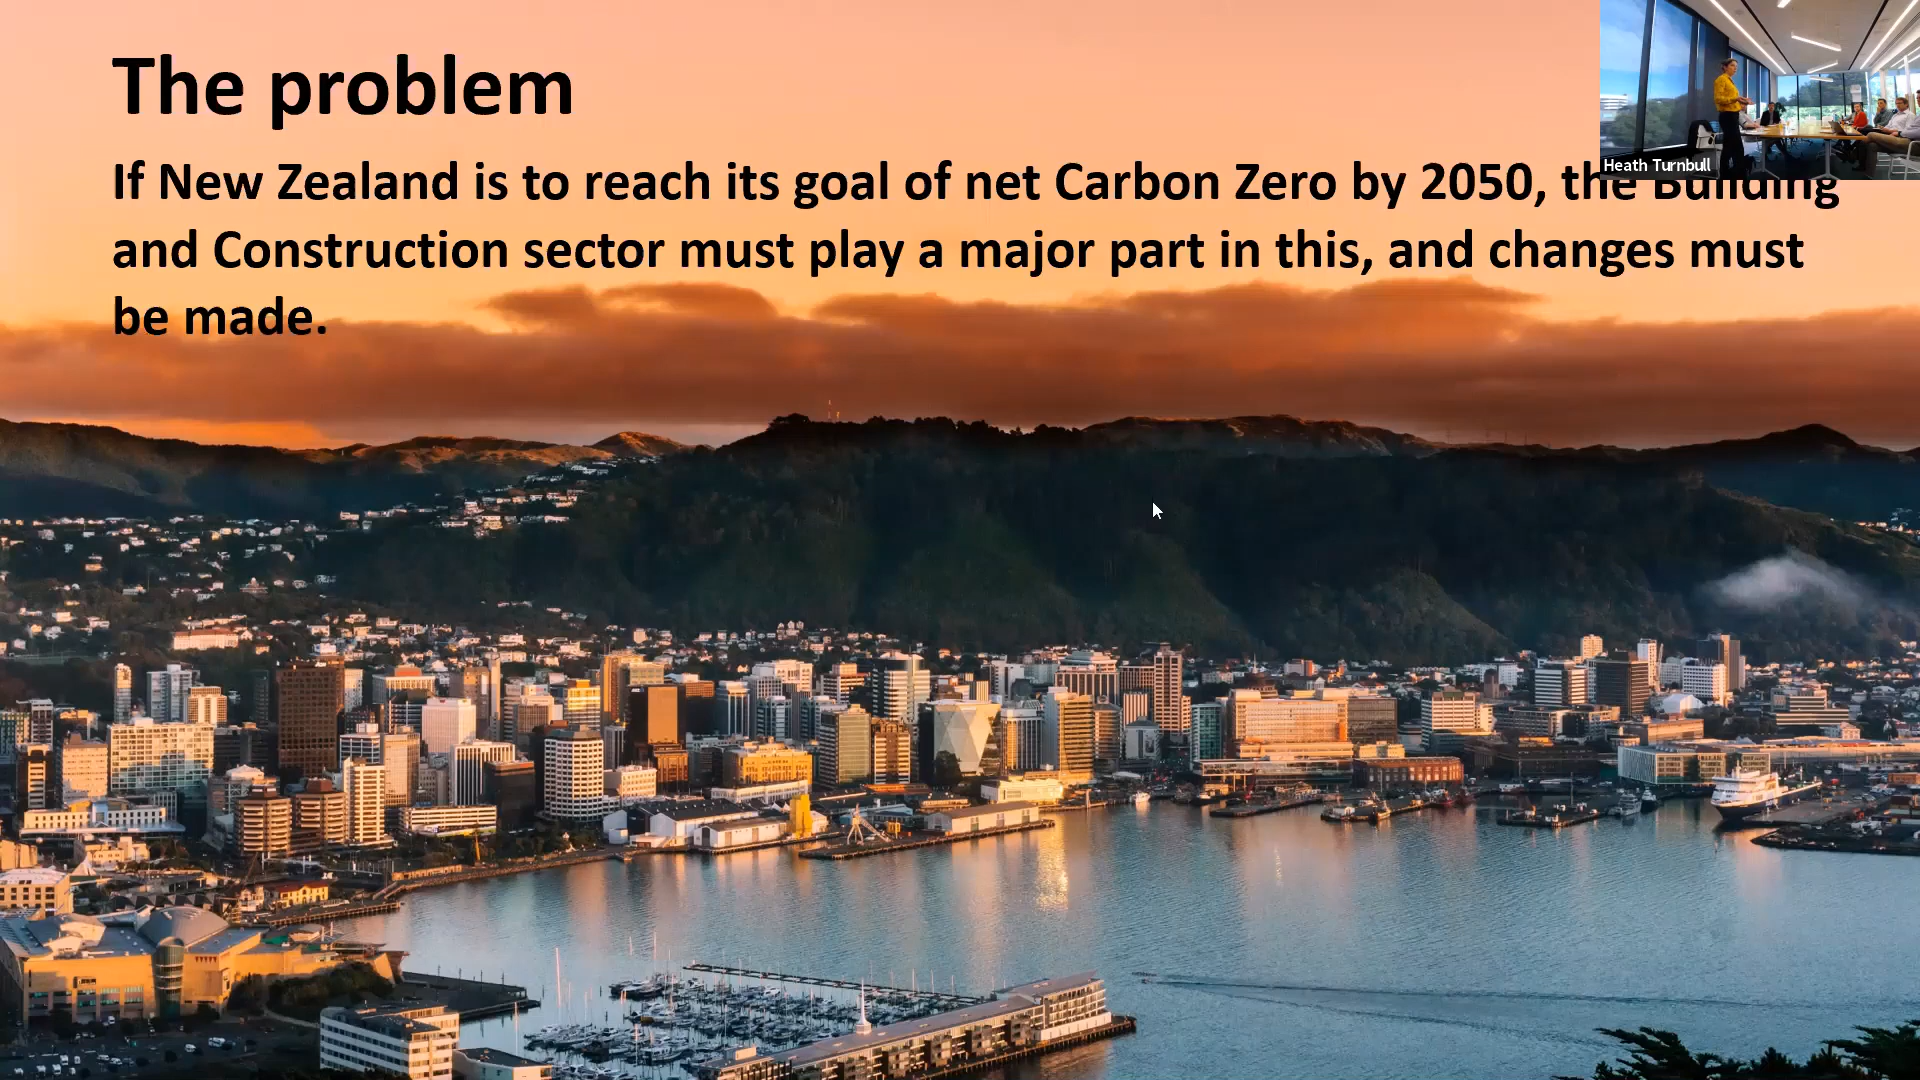 The problem
If New Zealand is to reach its goal of net Carbon Zero by 2050, the Building
and Construction sector must play a major part in this, and changes must
be made.
Heath Turnbull